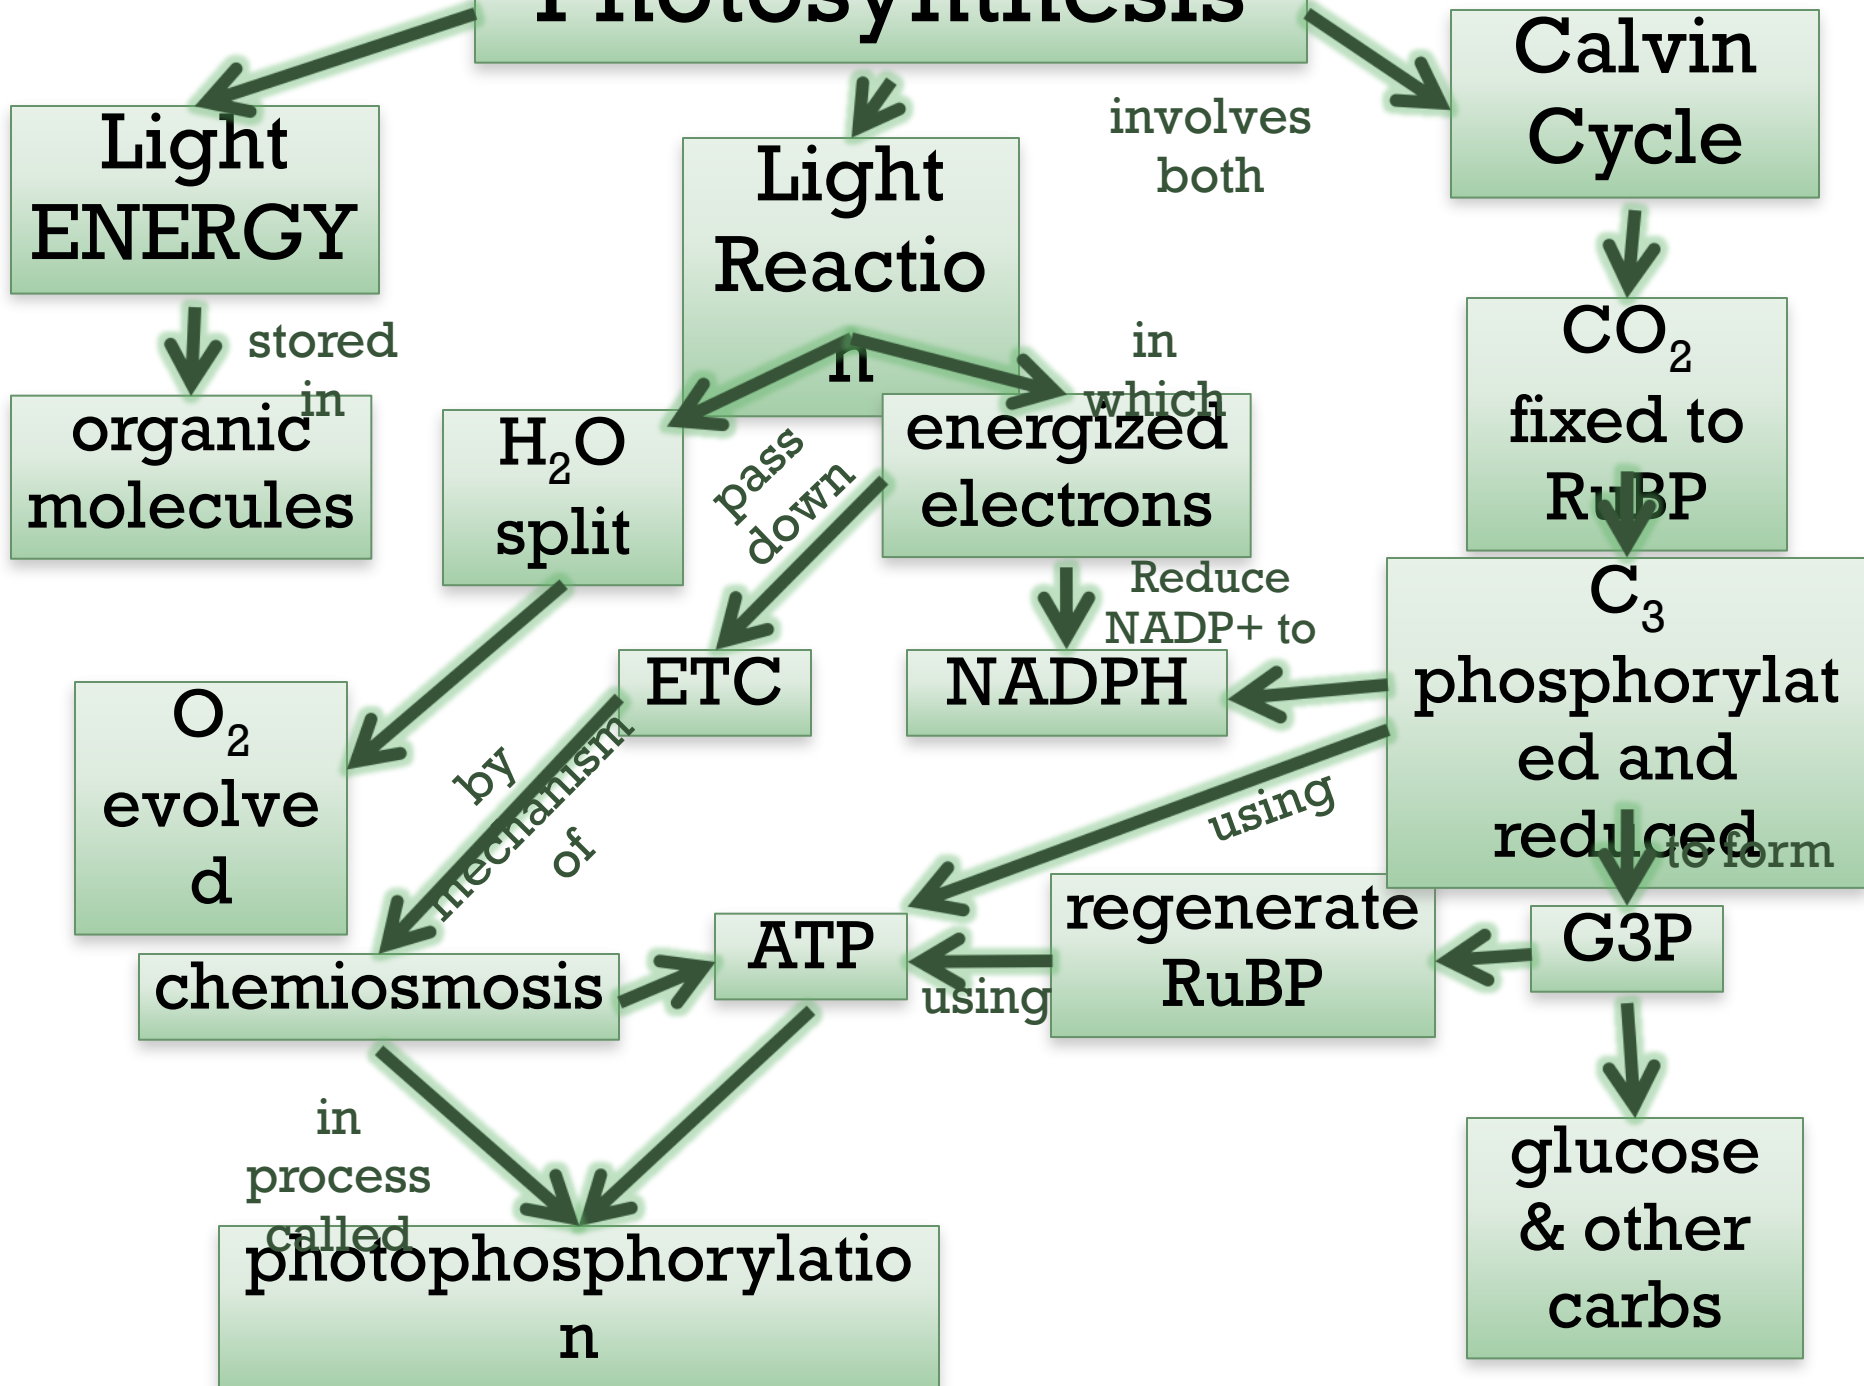 Photosynthesis
Light
ENERGY
stored
in
organic
molecules
Light
Reactio
n
involves
both
Calvin
Cycle
in
which
H₂O
split
pass
down
energized
electrons
CO₂
fixed to
RuBP
Reduce
NADP+ to
O₂
evolve
d
ETC
NADPH
C₃
phosphorylat
ed and
reduced
by
mechanism
of
using
to form
chemiosmosis
ATP
using
regenerate
RuBP
G3P
in
process
called
photophosphorylatio
n
glucose
& other
carbs